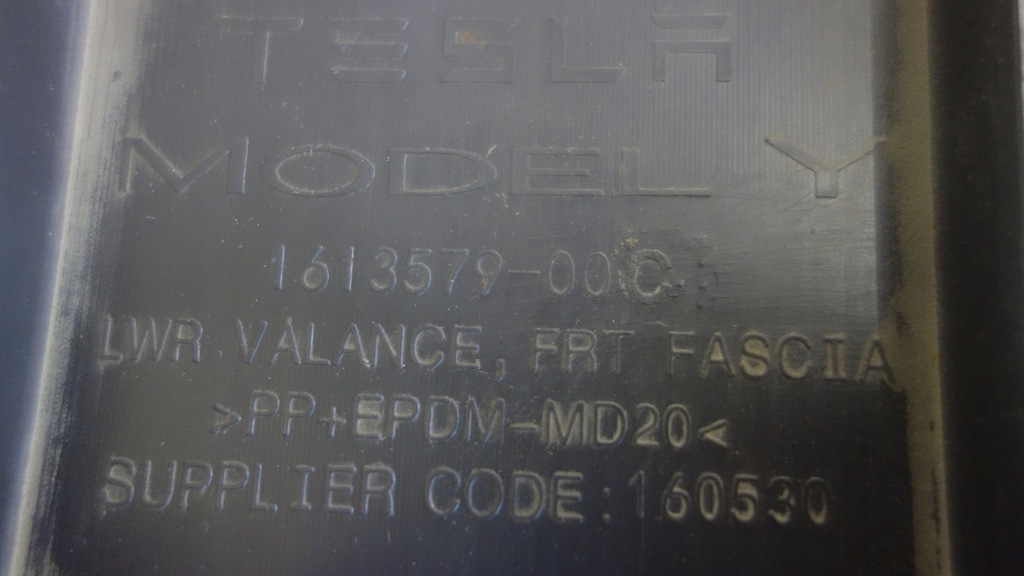 TESLA
MODEL Y
1613579-00 C
LWR VALANCE, FRT FASCIA
>PP+EPDM-MD20<
SUPPLIER CODE:160530